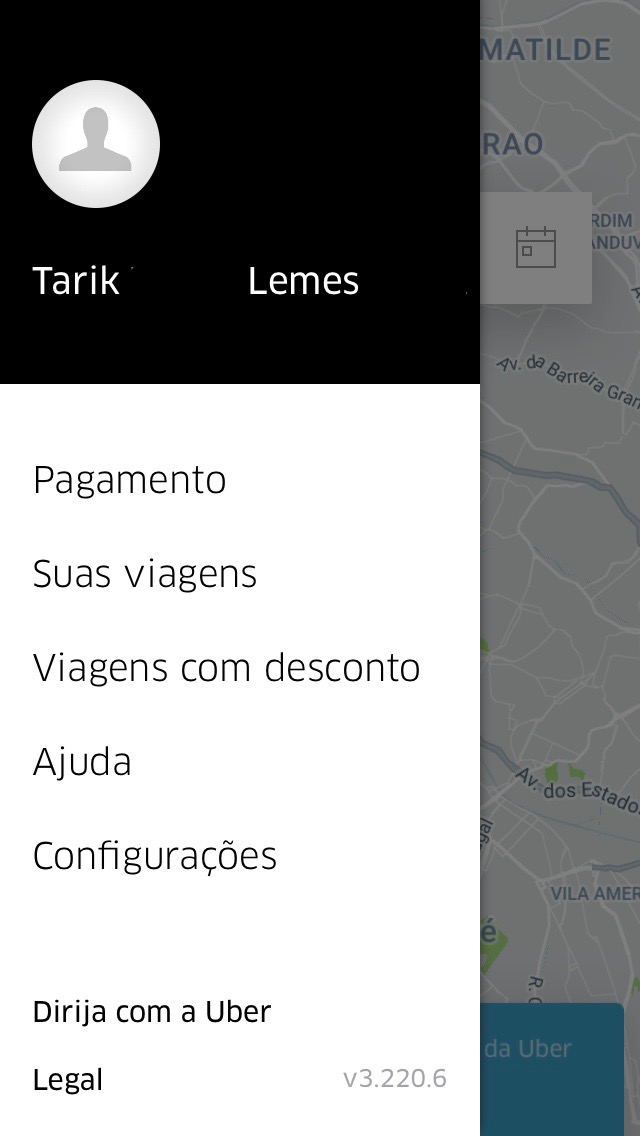 MATILDE
RAO
RDIM
ANDUV
Tarik Lemes
Av. da Barreira Gran
Pagamento
Suas viagens
Viagens com desconto
Ajuda
Av. dos Estados
Configurações
VILA AMER
é
Dirija com a Uber
da Uber
Legal v3.220.6